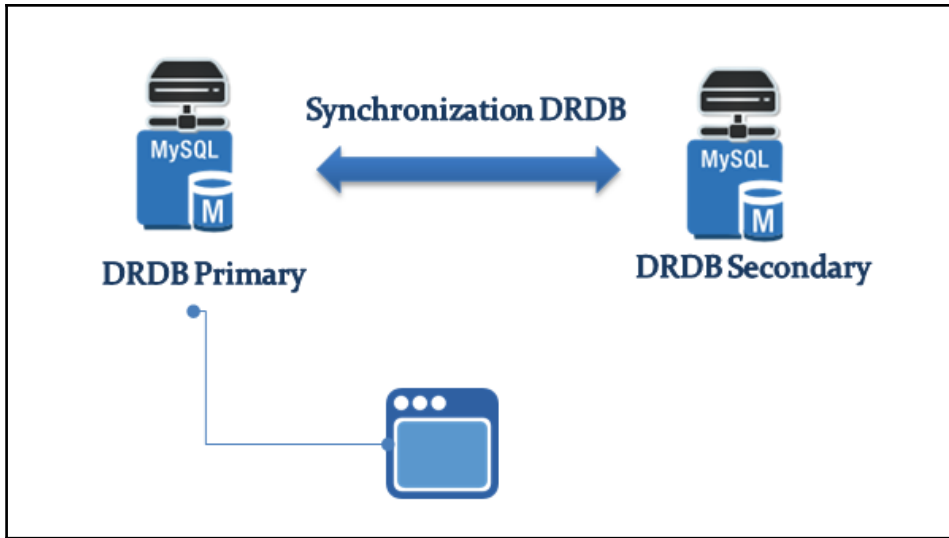 Synchronization DRDB
MySQL
M
MySQL
M
DRDB Primary
DRDB Secondary